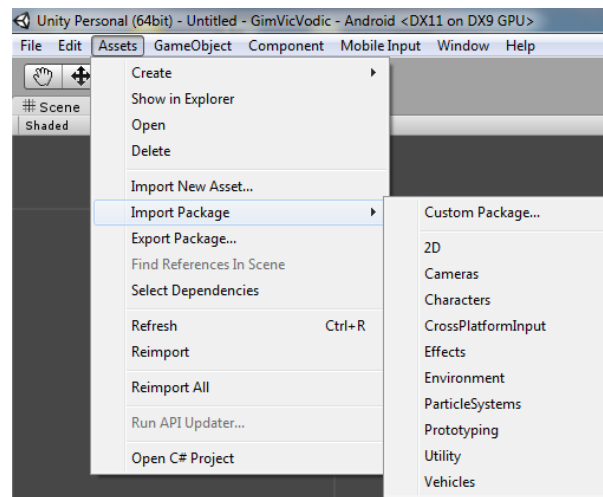 Unity Personal (64bit) - Untitled - GimVicVodic - Android <DX11 on DX9 GPU>
File Edit Assets GameObject Component Mobile Input Window Help
Scene
Shaded
Create
Show in Explorer
Open
Delete
Import New Asset...
Import Package
Export Package...
Find References In Scene
Select Dependencies
Refresh Ctrl+R
Reimport
Reimport All
Run API Updater...
Open C# Project
Custom Package...
2D
Cameras
Characters
CrossPlatformInput
Effects
Environment
ParticleSystems
Prototyping
Utility
Vehicles